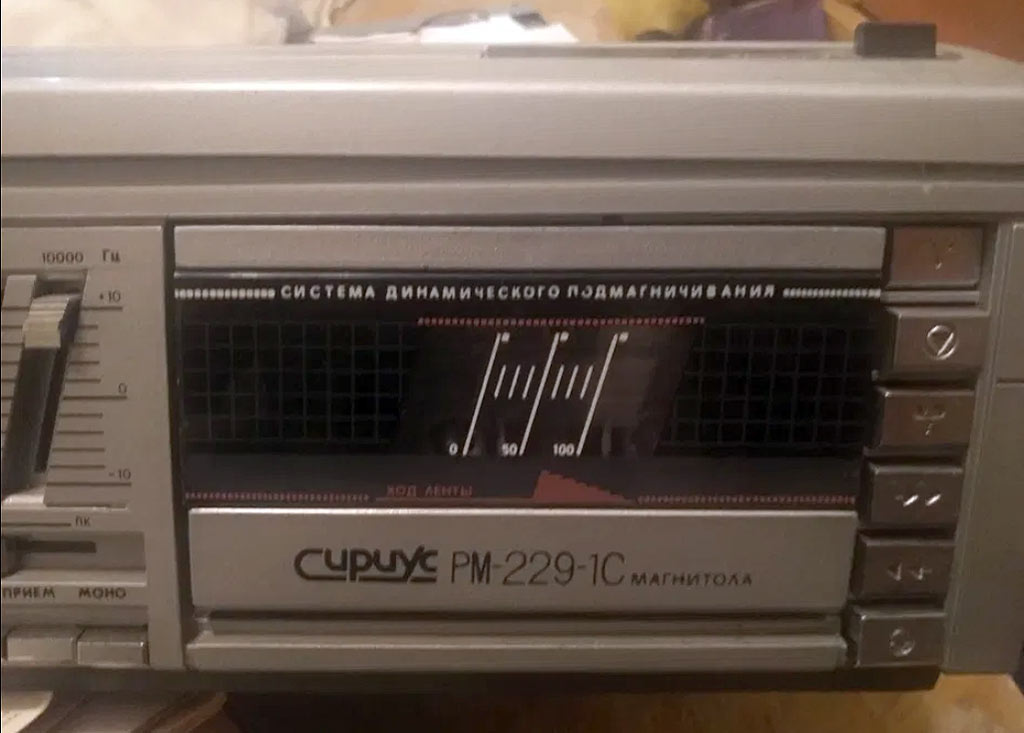 10000 Гц
+10
0
-10
ПК
ПРИЕМ МОНО
СИСТЕМА ДИНАМИЧЕСКОГО ПОДМАГНИЧИВАНИЯ
0 50 100
ХОД ЛЕНТЫ
Сириус РМ-229-1С МАГНИТОЛА